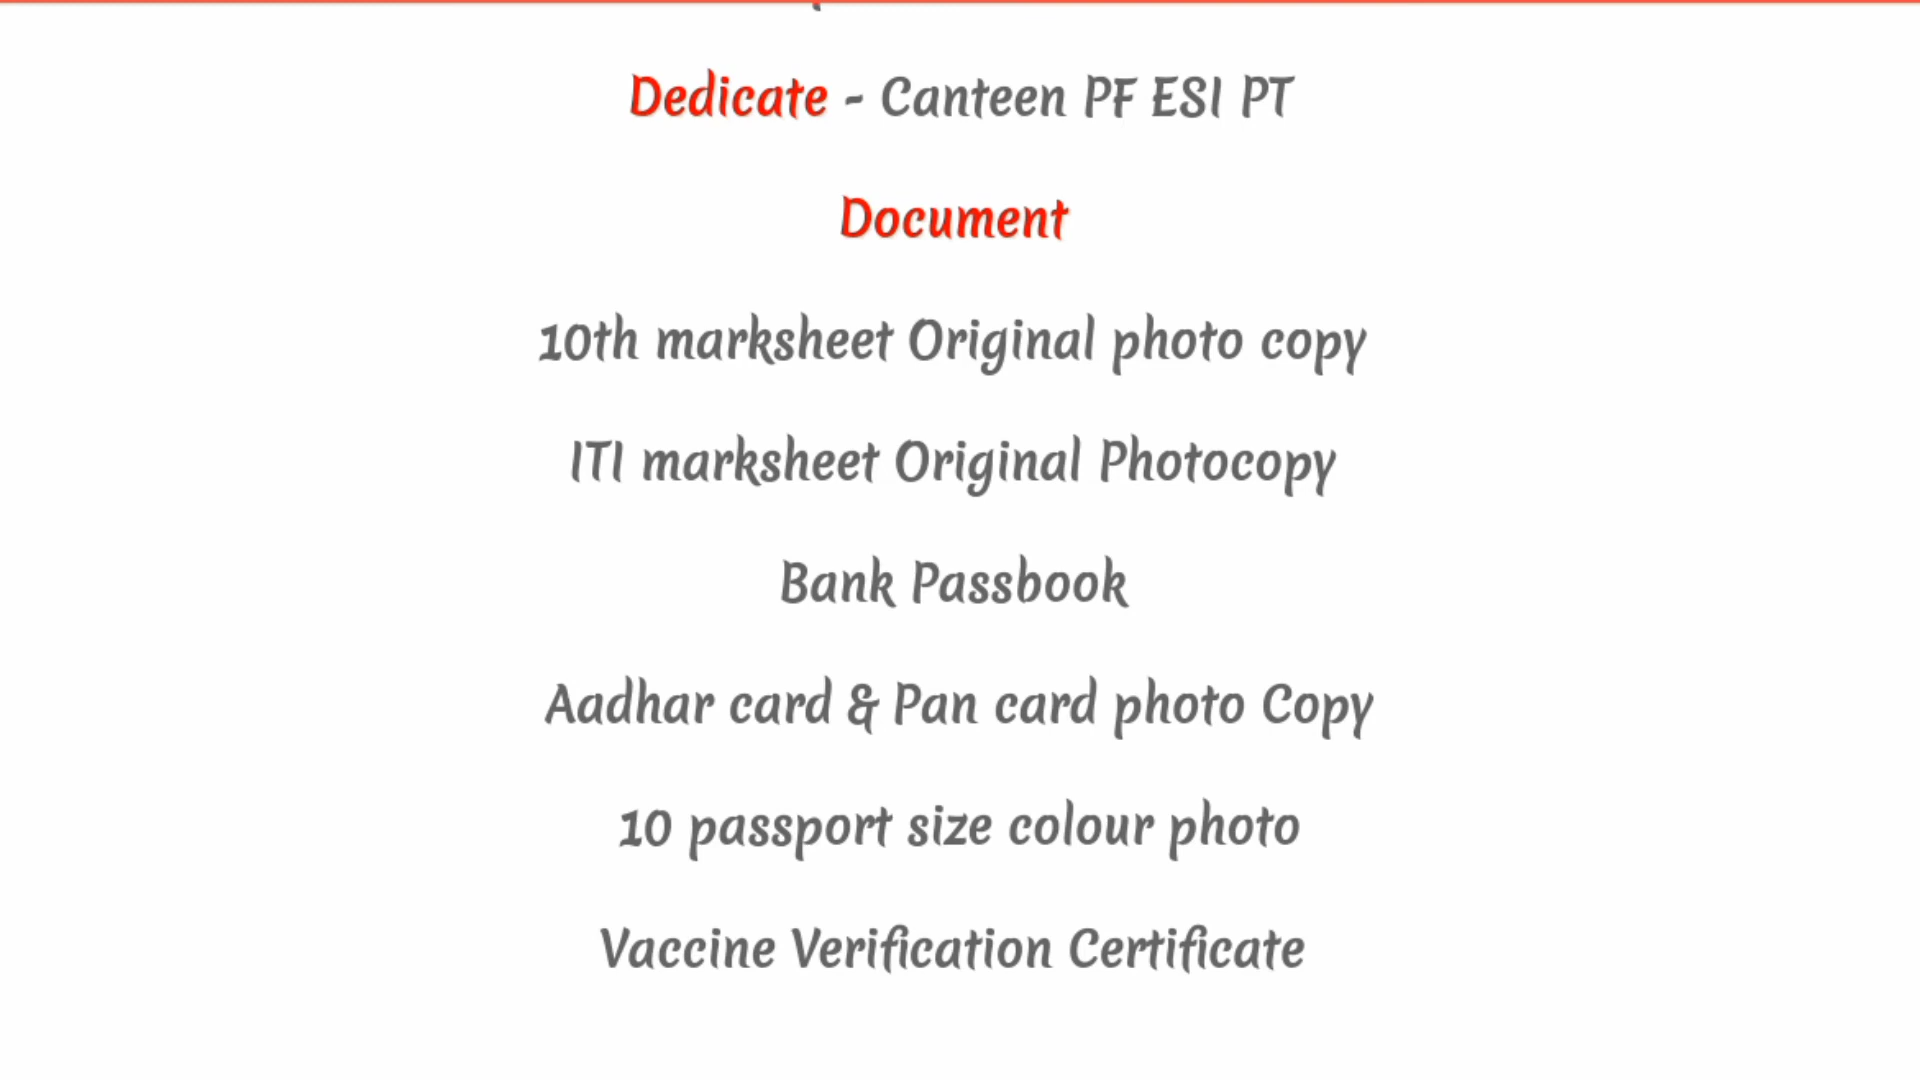 Dedicate - Canteen PF ESI PT
Document
10th marksheet Original photo copy
ITI marksheet Original Photocopy
Bank Passbook
Aadhar card & Pan card photo Copy
10 passport size colour photo
Vaccine Verification Certificate